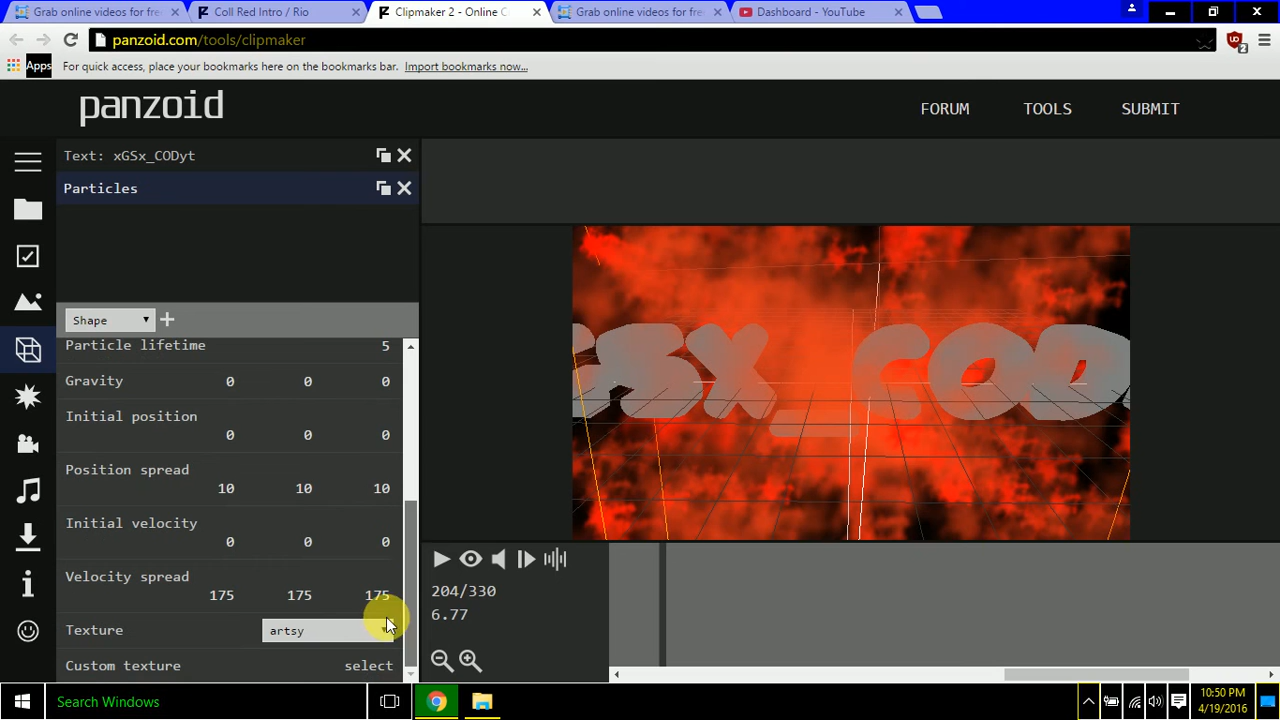 Grab online videos for free
Coll Red Intro / Rio
Clipmaker 2 - Online C
Grab online videos for free
Dashboard - YouTube
panzoid.com/tools/clipmaker
2
Apps
For quick access, place your bookmarks here on the bookmarks bar. Import bookmarks now...
panzoid
FORUM
TOOLS
SUBMIT
Text: xGSx_CODyt
Particles
Shape
Particle lifetime 5
Gravity 0 0 0
Initial position
0 0 0
Position spread
10 10 10
Initial velocity
0 0 0
Velocity spread
175 175 175
Texture artsy
Custom texture select
GSX_COD
204/330
6.77
Search Windows
10:50 PM
4/19/2016